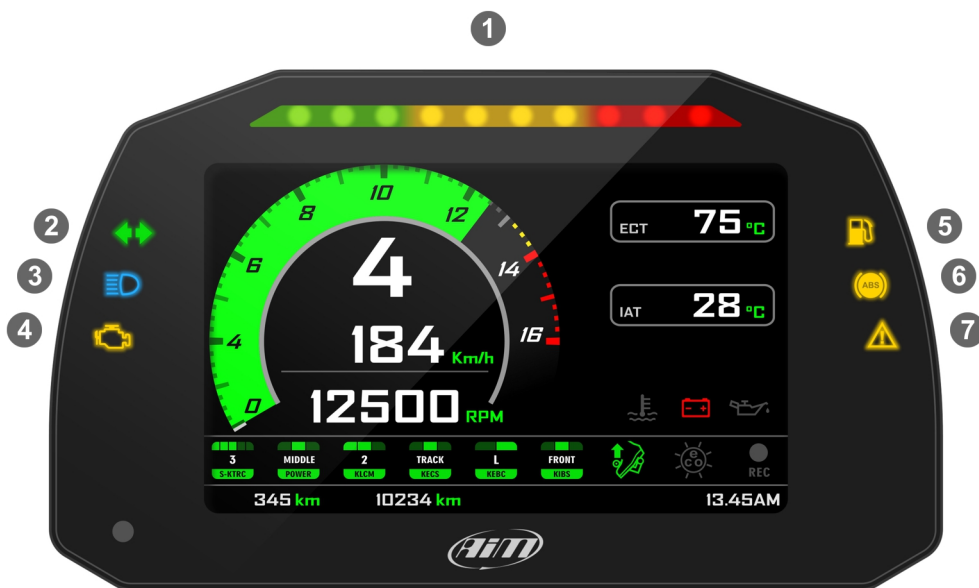 1
2
3
4
5
6
7
ABS
0
4
6
8
10
12
14
16
4
184 Km/h
12500 RPM
ECT 75 °C
IAT 28 °C
3
S-KTRC
MIDDLE
POWER
2
KLCM
TRACK
KECS
L
KEBC
FRONT
KIBS
eco
REC
345 km
10234 km
13.45AM
AiM